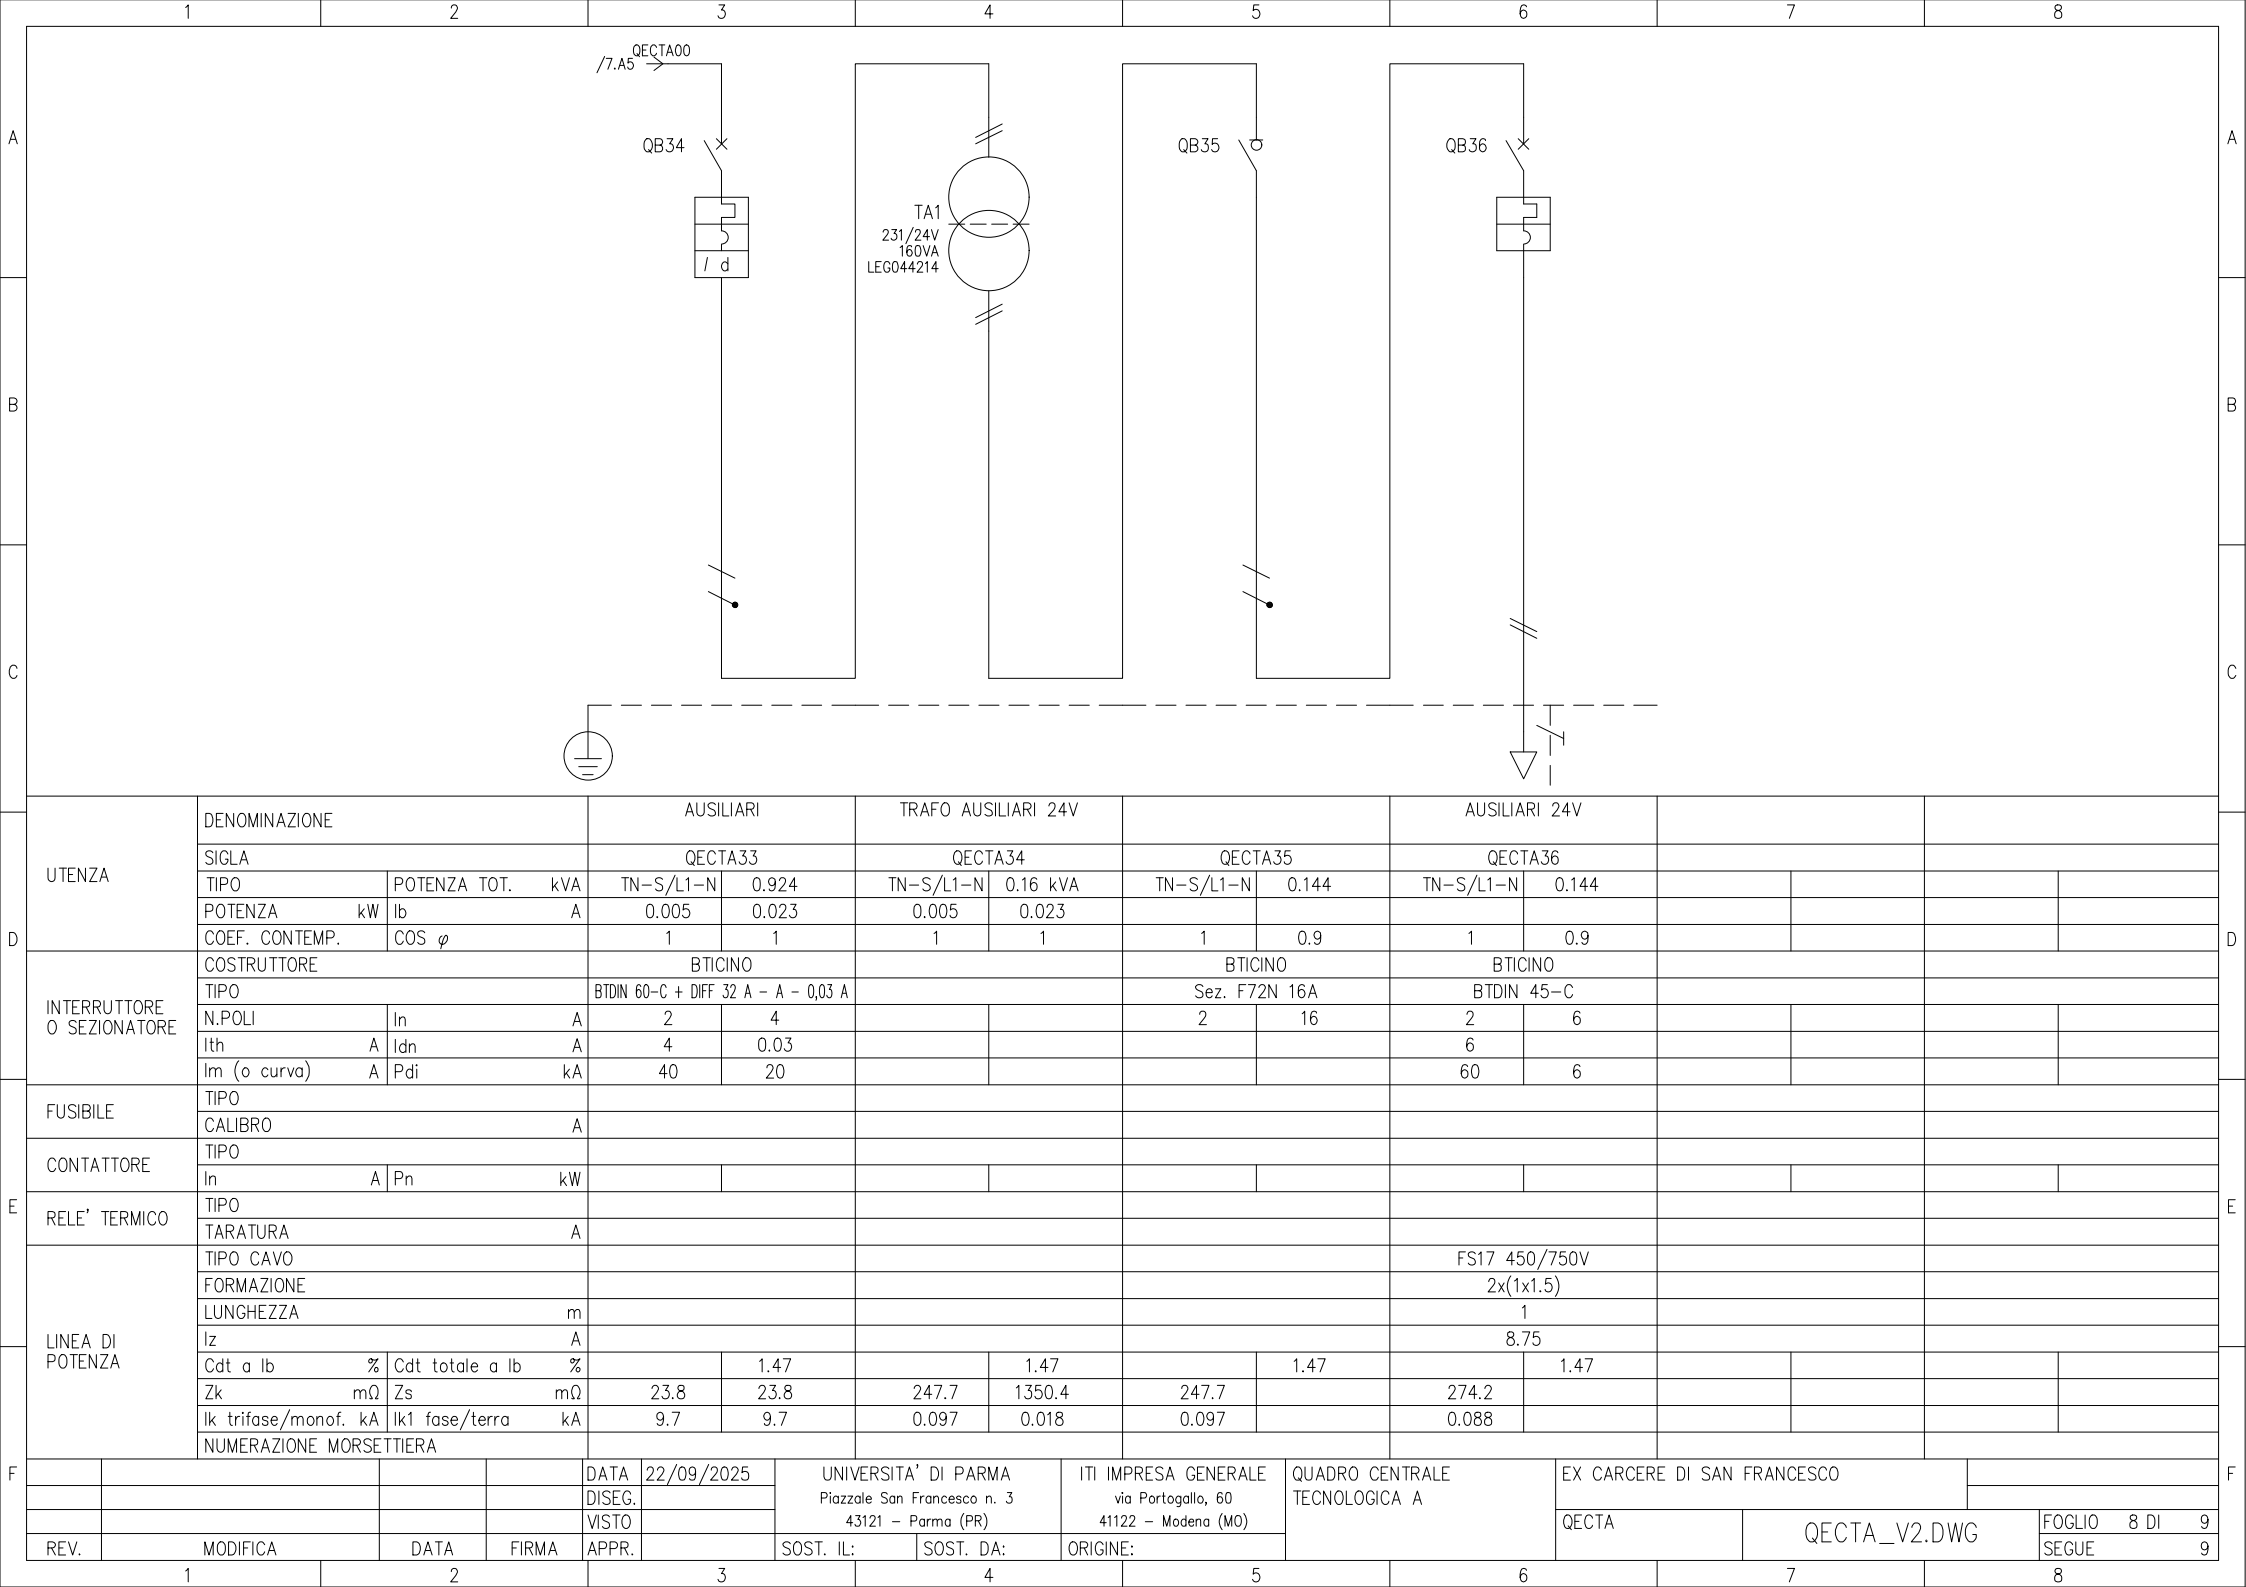 1 2 3 4 5 6 7 8
QECTA00
/7.A5
A A
QB34 QB35 QB36
TA1
231/24V
160VA
LEG044214
I d
B B
C C
AUSILIARI TRAFO AUSILIARI 24V AUSILIARI 24V
DENOMINAZIONE
SIGLA QECTA33 QECTA34 QECTA35 QECTA36
UTENZA
TIPO POTENZA TOT. kVA TN-S/L1-N 0.924 TN-S/L1-N 0.16 kVA TN-S/L1-N 0.144 TN-S/L1-N 0.144
POTENZA kW Ib A 0.005 0.023 0.005 0.023
D COEF. CONTEMP. COS φ 1 1 1 1 1 0.9 1 0.9 D
COSTRUTTORE BTICINO BTICINO BTICINO
TIPO BTDIN 60-C + DIFF 32 A - A - 0,03 A Sez. F72N 16A BTDIN 45-C
INTERRUTTORE
O SEZIONATORE
N.POLI In A 2 4 2 16 2 6
Ith A Idn A 4 0.03 6
Im (o curva) A Pdi kA 40 20 60 6
FUSIBILE
TIPO
CALIBRO A
CONTATTORE
TIPO
In A Pn kW
E E
RELE' TERMICO
TIPO
TARATURA A
TIPO CAVO FS17 450/750V
FORMAZIONE 2x(1x1.5)
LUNGHEZZA m 1
LINEA DI
POTENZA
Iz A 8.75
Cdt a Ib % Cdt totale a Ib % 1.47 1.47 1.47 1.47
Zk mΩ Zs mΩ 23.8 23.8 247.7 1350.4 247.7 274.2
Ik trifase/monof. kA Ik1 fase/terra kA 9.7 9.7 0.097 0.018 0.097 0.088
NUMERAZIONE MORSETTIERA
F F
DATA 22/09/2025 UNIVERSITA' DI PARMA ITI IMPRESA GENERALE QUADRO CENTRALE EX CARCERE DI SAN FRANCESCO
DISEG. Piazzale San Francesco n. 3 via Portogallo, 60 TECNOLOGICA A
VISTO 43121 - Parma (PR) 41122 - Modena (MO) QECTA QECTA_V2.DWG FOGLIO 8 DI 9
REV. MODIFICA DATA FIRMA APPR. SOST. IL: SOST. DA: ORIGINE: SEGUE 9
1 2 3 4 5 6 7 8